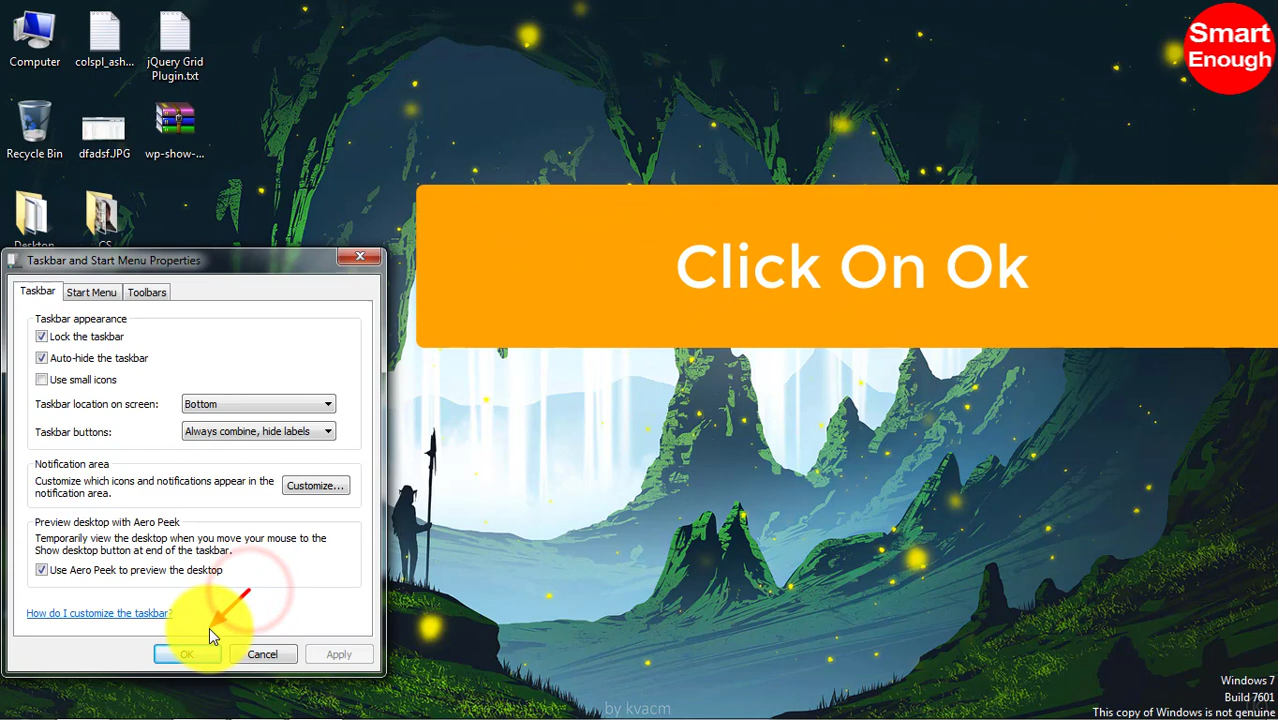 Computer
colspl_ash...
jQuery Grid
Plugin.txt
Smart
Enough
Recycle Bin
dfadsf.JPG
wp-show-...
Desktop
CS
Taskbar and Start Menu Properties
Taskbar
Start Menu
Toolbars
Taskbar appearance
Lock the taskbar
Auto-hide the taskbar
Use small icons
Taskbar location on screen:
Bottom
Taskbar buttons:
Always combine, hide labels
Notification area
Customize which icons and notifications appear in the
notification area.
Customize...
Preview desktop with Aero Peek
Temporarily view the desktop when you move your mouse to the
Show desktop button at end of the taskbar.
Use Aero Peek to preview the desktop
How do I customize the taskbar?
OK
Cancel
Apply
Click On Ok
by kvacm
Windows 7
Build 7601
This copy of Windows is not genuine